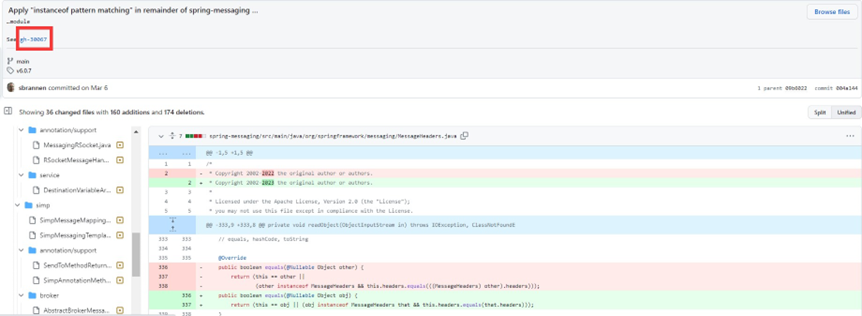 Apply "instanceof pattern matching" in remainder of spring-messaging ...
Browse files
…module
See gh-30067
main
v6.0.7
sbrannen committed on Mar 6
1 parent 09b8022 commit 004a144
Showing 36 changed files with 160 additions and 174 deletions.
Split Unified
annotation/support
MessagingRSocket.java
RSocketMessageHan...
service
DestinationVariableAr...
simp
SimpMessageMapping...
SimpMessagingTempla...
annotation/support
SendToMethodReturn...
SimpAnnotationMeth...
broker
AbstractBrokerMessa...
7 spring-messaging/src/main/java/org/springframework/messaging/MessageHeaders.java
... ... @@ -1,5 +1,5 @@
1 1 /*
2 - * Copyright 2002-2022 the original author or authors.
2 + * Copyright 2002-2023 the original author or authors.
3 3 *
4 4 * Licensed under the Apache License, Version 2.0 (the "License");
5 5 * you may not use this file except in compliance with the License.
@@ -333,9 +333,8 @@ private void readObject(ObjectInputStream in) throws IOException, ClassNotFoundE
333 333 // equals, hashCode, toString
334 334
335 335 @Override
336 - public boolean equals(@Nullable Object other) {
337 - return (this == other ||
338 - (other instanceof MessageHeaders && this.headers.equals(((MessageHeaders) other).headers)));
336 + public boolean equals(@Nullable Object obj) {
337 + return (this == obj || (obj instanceof MessageHeaders that && this.headers.equals(that.headers)));
338 }